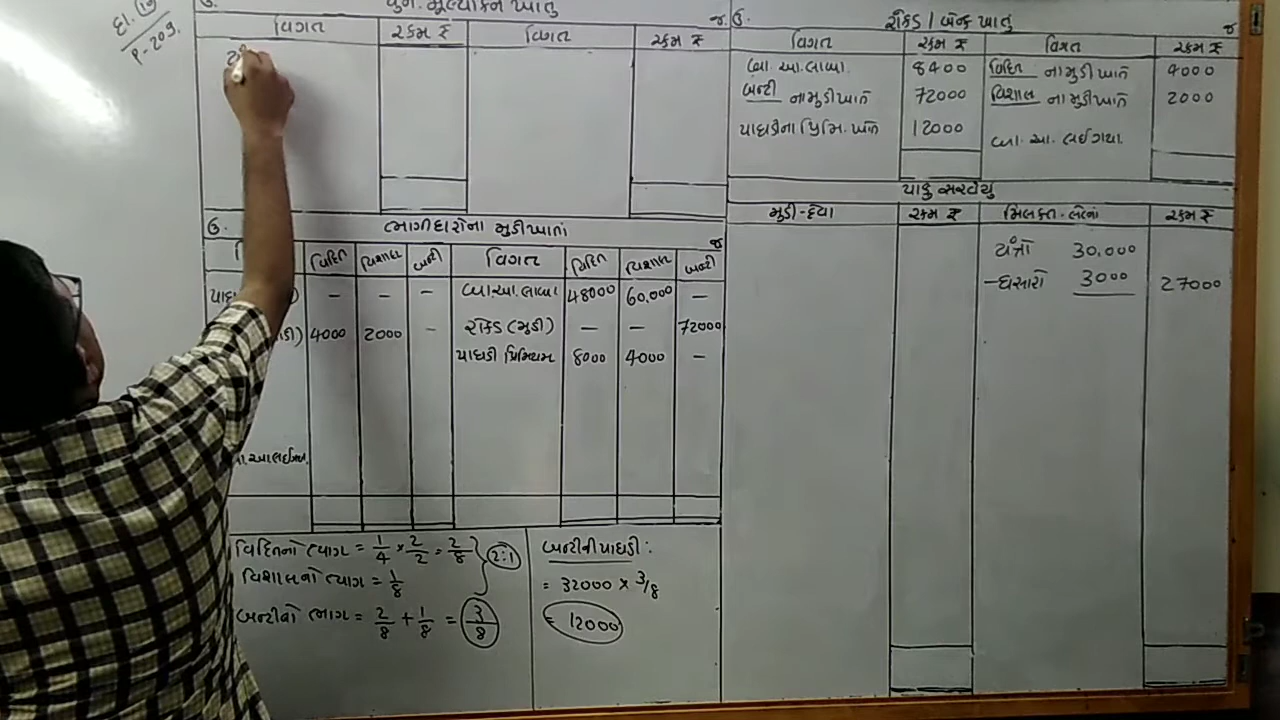 દા. 19
P-209.
ઉ. પુનઃ મૂલ્યાંકન ખાતુ જ
વિગત રકમ ₹ વિગત રકમ ₹
ઉ. ભાગીદારોના મુડી ખાતાં જ
વિદિત વિશાલ બન્ટી વિગત વિદિત વિશાલ બન્ટી
પાઘ - - - બા.આ.લાવ્યા 48000 60,000 -
4000 2000 - રોકડ (મુડી) - - 72000
પાઘડી પ્રિમિયમ 8000 4000 -
બા.આ.લઈગયા.
વિદિતનો ત્યાગ = 1/4 × 2/2 = 2/8
વિશાલનો ત્યાગ = 1/8
2:1
બન્ટીનો ભાગ = 2/8 + 1/8 = 3/8
બન્ટીની પાઘડી :
= 32000 × 3/8
= 12000
ઉ. રોકડ / બેન્ક ખાતુ જ
વિગત રકમ ₹ વિગત રકમ ₹
બા. આ. લાવ્યા. 8400 વિદિત ના મુડી ખાતે 4000
બન્ટી ના મુડી ખાતે 72000 વિશાલ ના મુડી ખાતે 2000
પાઘડીના પ્રિમિ. ખાતે 12000 બા. આ. લઈ ગયા.
પાકું સરવૈયું
મુડી-દેવા રકમ ₹ મિલકત-લેણાં રકમ ₹
યંત્રો 30,000
-ઘસારો 3000 27000